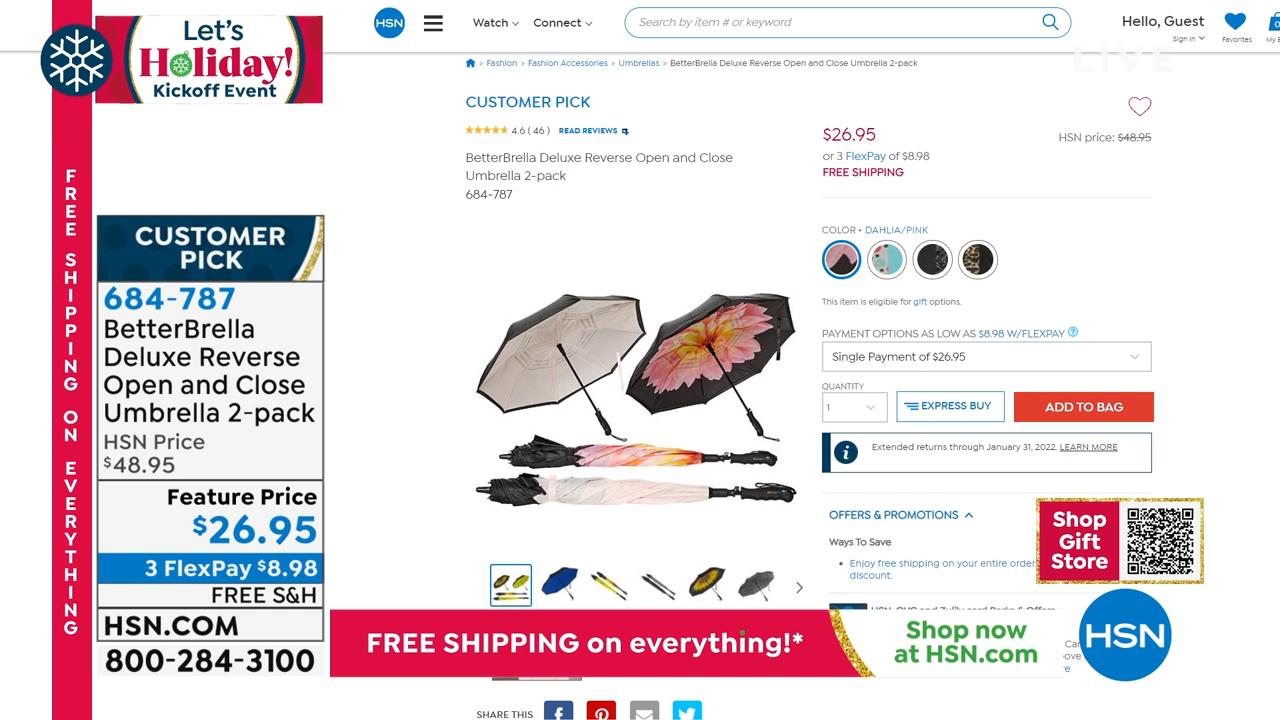 Let's
Holiday!
Kickoff Event
FREE SHIPPING ON EVERYTHING
CUSTOMER
PICK
684-787
BetterBrella
Deluxe Reverse
Open and Close
Umbrella 2-pack
HSN Price
$48.95
Feature Price
$26.95
3 FlexPay $8.98
FREE S&H
HSN.COM
800-284-3100
HSN
Watch
Connect
Search by item # or keyword
Hello, Guest
Sign In
Favorites
0
LIVE
> Fashion > Fashion Accessories > Umbrellas > BetterBrella Deluxe Reverse Open and Close Umbrella 2-pack
CUSTOMER PICK
4.6 ( 46 ) READ REVIEWS
BetterBrella Deluxe Reverse Open and Close
Umbrella 2-pack
684-787
$26.95
HSN price: $48.95
or 3 FlexPay of $8.98
FREE SHIPPING
COLOR • DAHLIA/PINK
This item is eligible for gift options.
PAYMENT OPTIONS AS LOW AS $8.98 W/FLEXPAY ?
Single Payment of $26.95
QUANTITY
1
EXPRESS BUY
ADD TO BAG
i
Extended returns through January 31, 2022. LEARN MORE
OFFERS & PROMOTIONS
Ways To Save
• Enjoy free shipping on your entire order
discount.
Shop
Gift
Store
FREE SHIPPING on everything!*
Shop now
at HSN.com
HSN
SHARE THIS